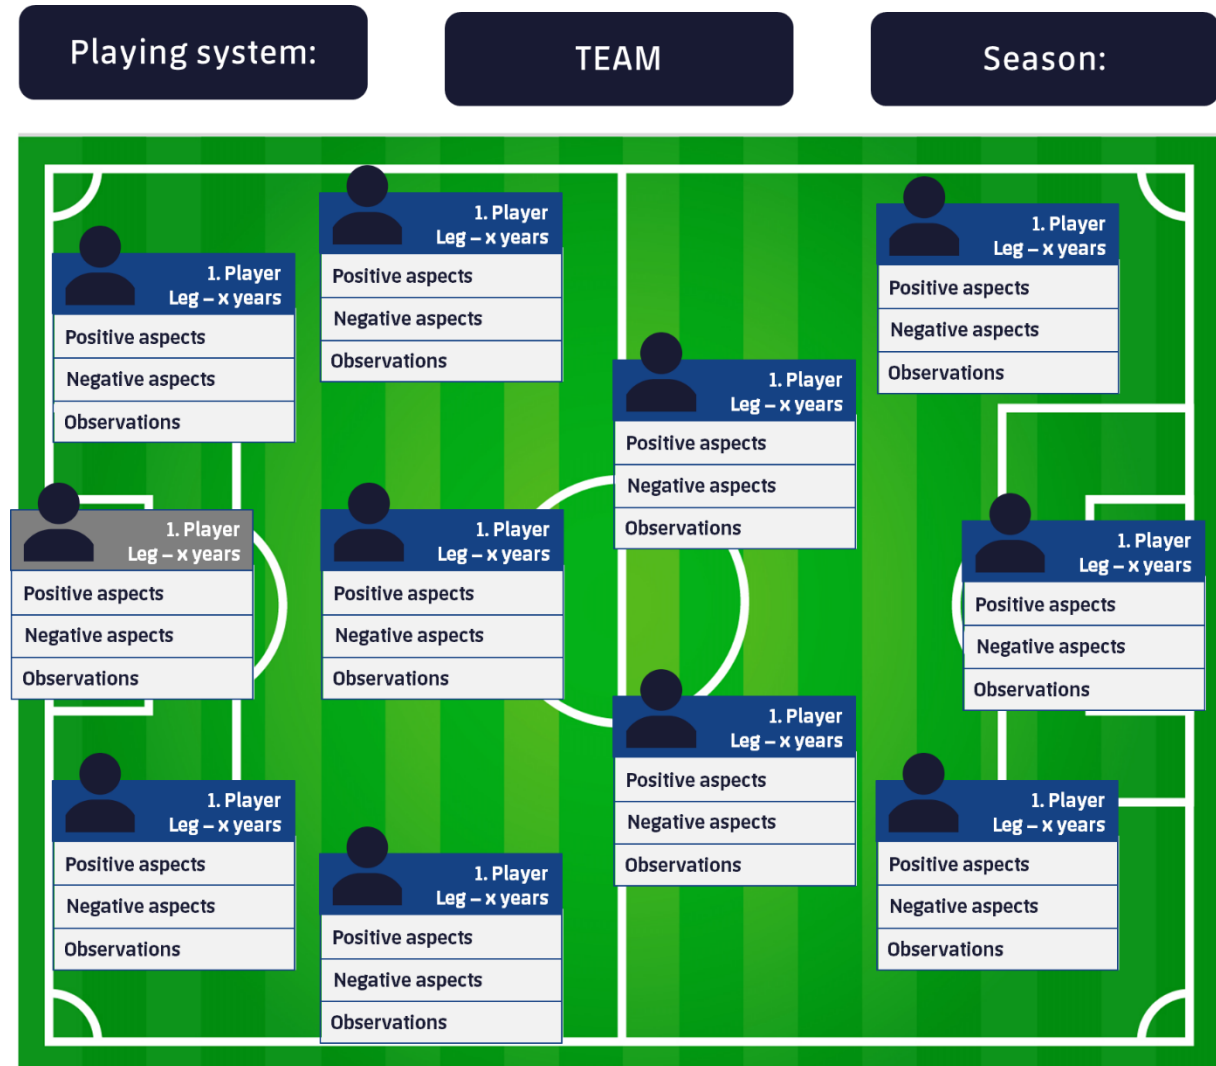 Playing system:
TEAM
Season:
1. Player
Leg – x years
Positive aspects
Negative aspects
Observations
1. Player
Leg – x years
Positive aspects
Negative aspects
Observations
1. Player
Leg – x years
Positive aspects
Negative aspects
Observations
1. Player
Leg – x years
Positive aspects
Negative aspects
Observations
1. Player
Leg – x years
Positive aspects
Negative aspects
Observations
1. Player
Leg – x years
Positive aspects
Negative aspects
Observations
1. Player
Leg – x years
Positive aspects
Negative aspects
Observations
1. Player
Leg – x years
Positive aspects
Negative aspects
Observations
1. Player
Leg – x years
Positive aspects
Negative aspects
Observations
1. Player
Leg – x years
Positive aspects
Negative aspects
Observations
1. Player
Leg – x years
Positive aspects
Negative aspects
Observations